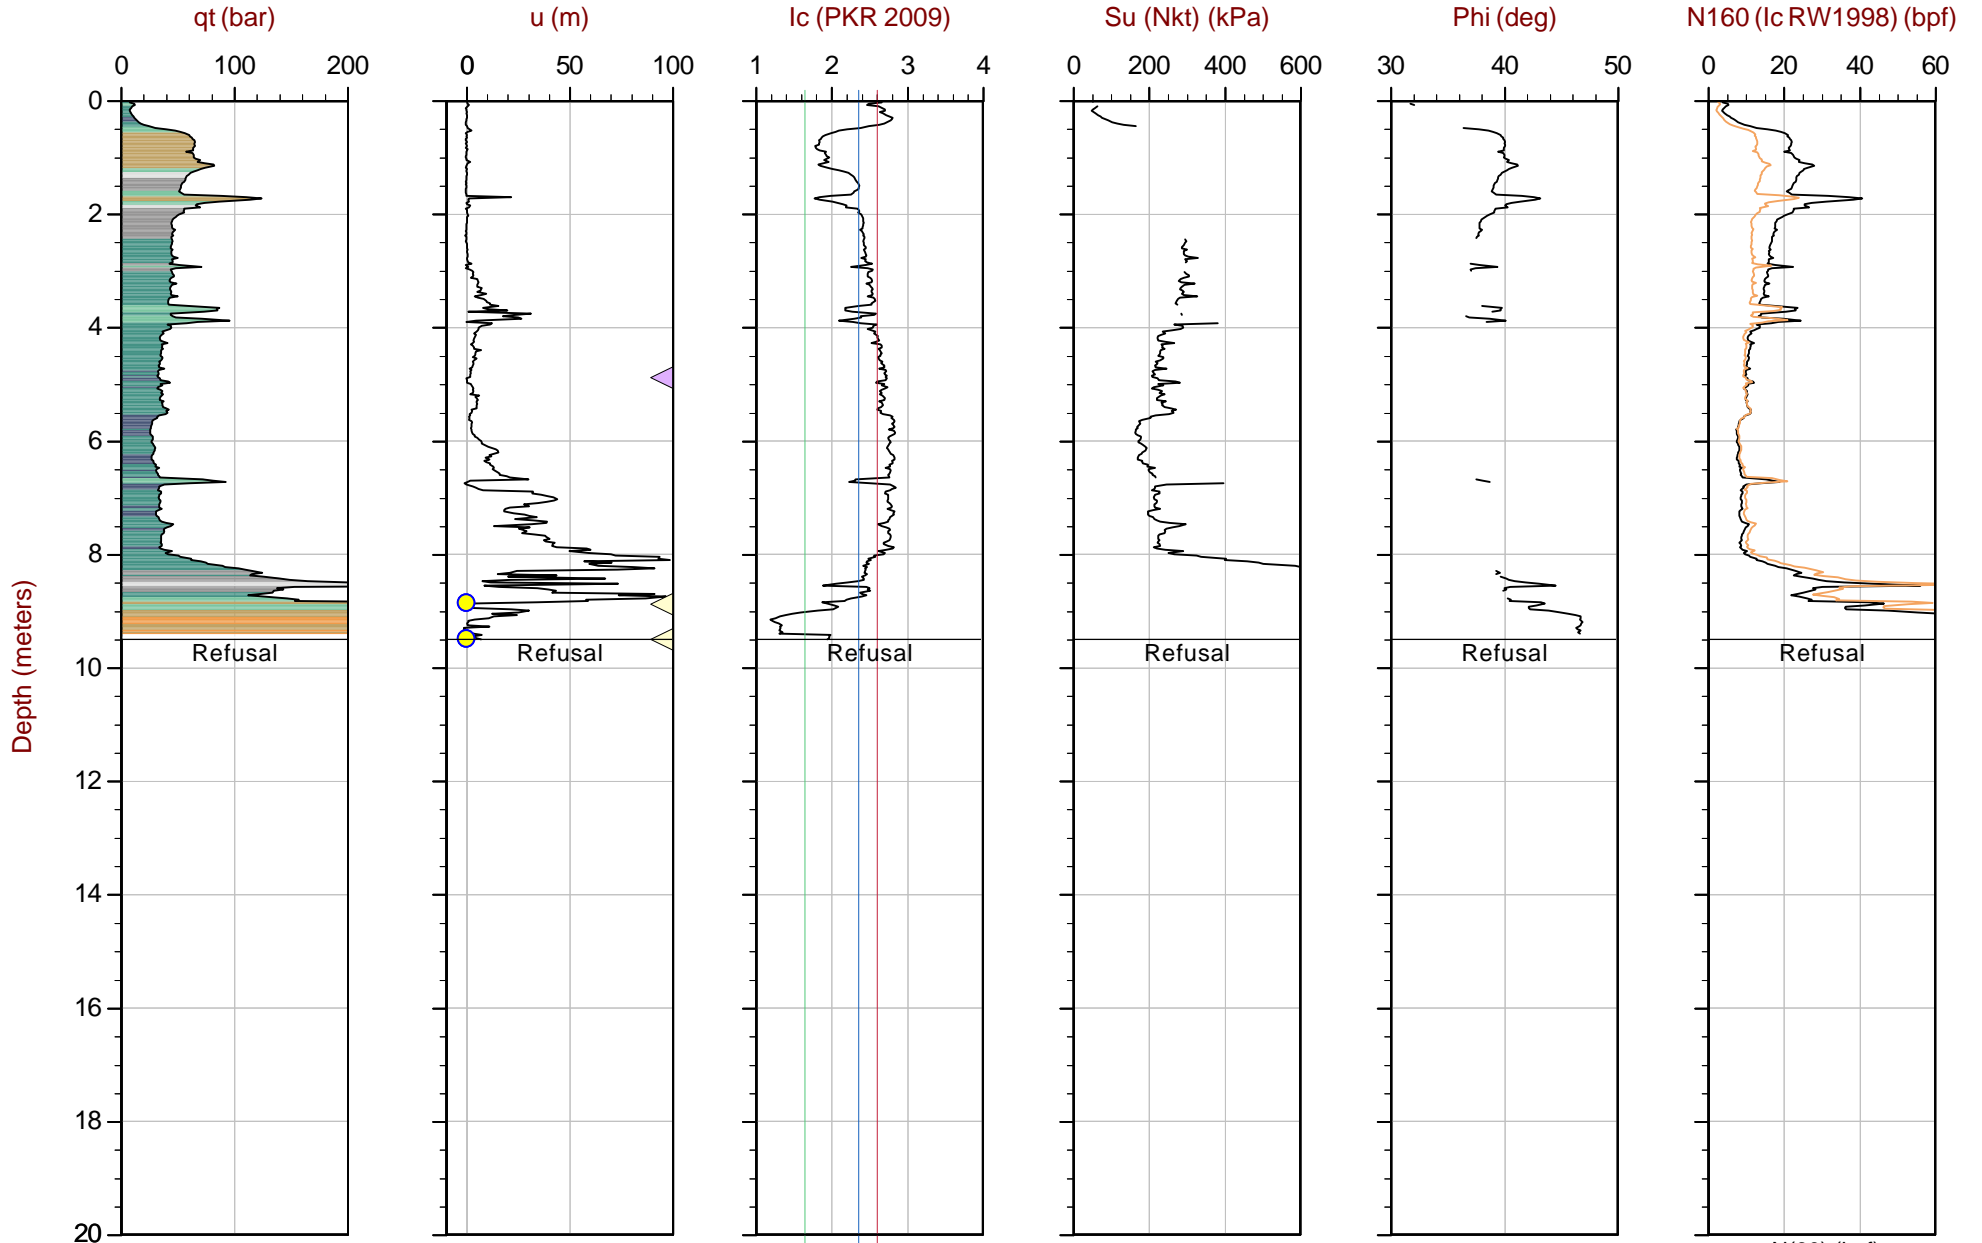 qt (bar)
u (m)
Ic (PKR 2009)
Su (Nkt) (kPa)
Phi (deg)
N160 (Ic RW1998) (bpf)
0 100 200
0 50 100
1 2 3 4
0 200 400 600
30 40 50
0 20 40 60
0
2
4
6
8
10
12
14
16
18
20
Depth (meters)
Refusal
Refusal
Refusal
Refusal
Refusal
Refusal